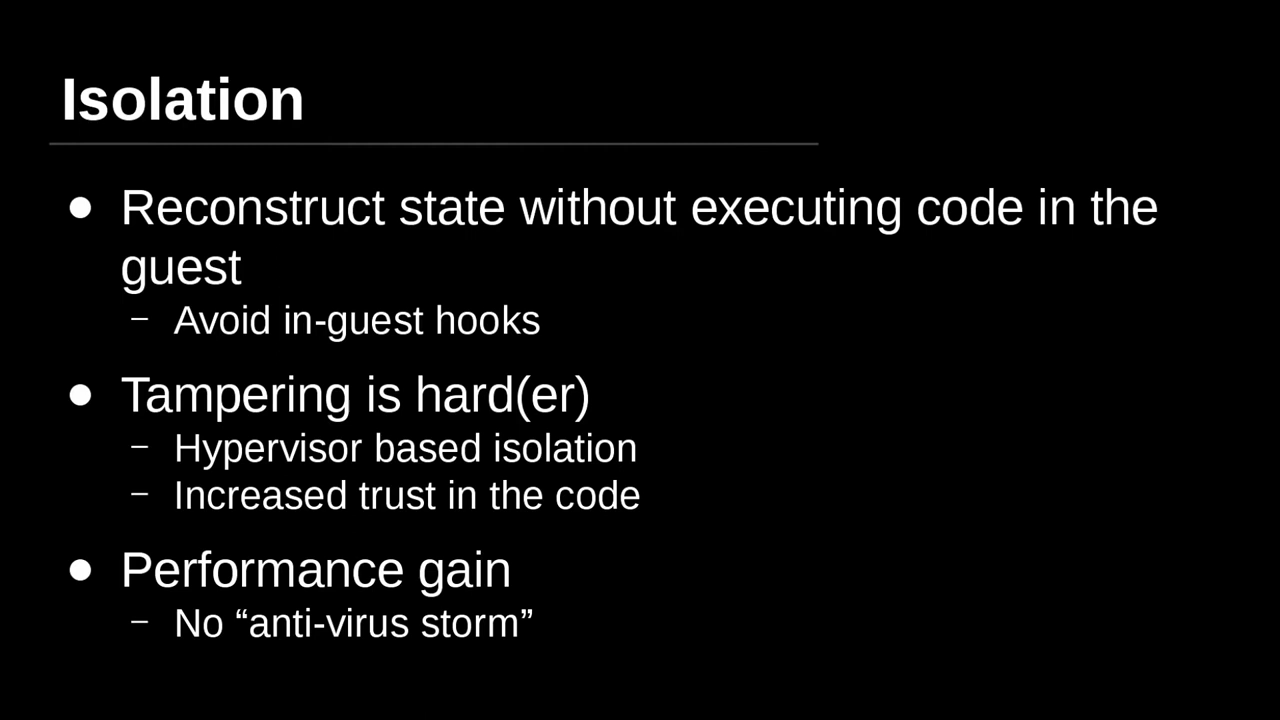 Isolation
● Reconstruct state without executing code in the
guest
– Avoid in-guest hooks
● Tampering is hard(er)
– Hypervisor based isolation
– Increased trust in the code
● Performance gain
– No “anti-virus storm”